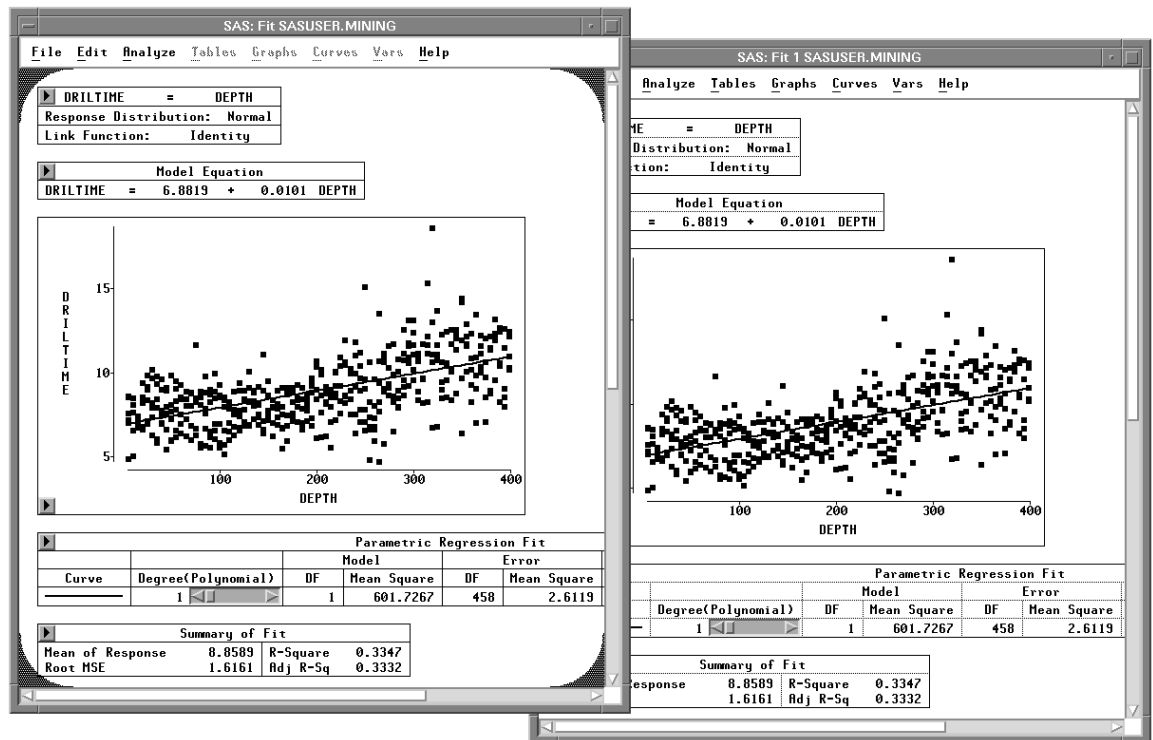 SAS: Fit SASUSER.MINING
File Edit Analyze Tables Graphs Curves Vars Help
DRILTIME = DEPTH
Response Distribution: Normal
Link Function: Identity
Model Equation
DRILTIME = 6.8819 + 0.0101 DEPTH
DRILTIME
15
10
5
100 200 300 400
DEPTH
Parametric Regression Fit
Model Error
Curve Degree(Polynomial) DF Mean Square DF Mean Square
1 1 601.7267 458 2.6119
Summary of Fit
Mean of Response 8.8589 R-Square 0.3347
Root MSE 1.6161 Adj R-Sq 0.3332
SAS: Fit 1 SASUSER.MINING
Analyze Tables Graphs Curves Vars Help
ME = DEPTH
Distribution: Normal
tion: Identity
Model Equation
= 6.8819 + 0.0101 DEPTH
100 200 300 400
DEPTH
Parametric Regression Fit
Model Error
Degree(Polynomial) DF Mean Square DF Mean Square
1 1 601.7267 458 2.6119
Summary of Fit
Response 8.8589 R-Square 0.3347
1.6161 Adj R-Sq 0.3332